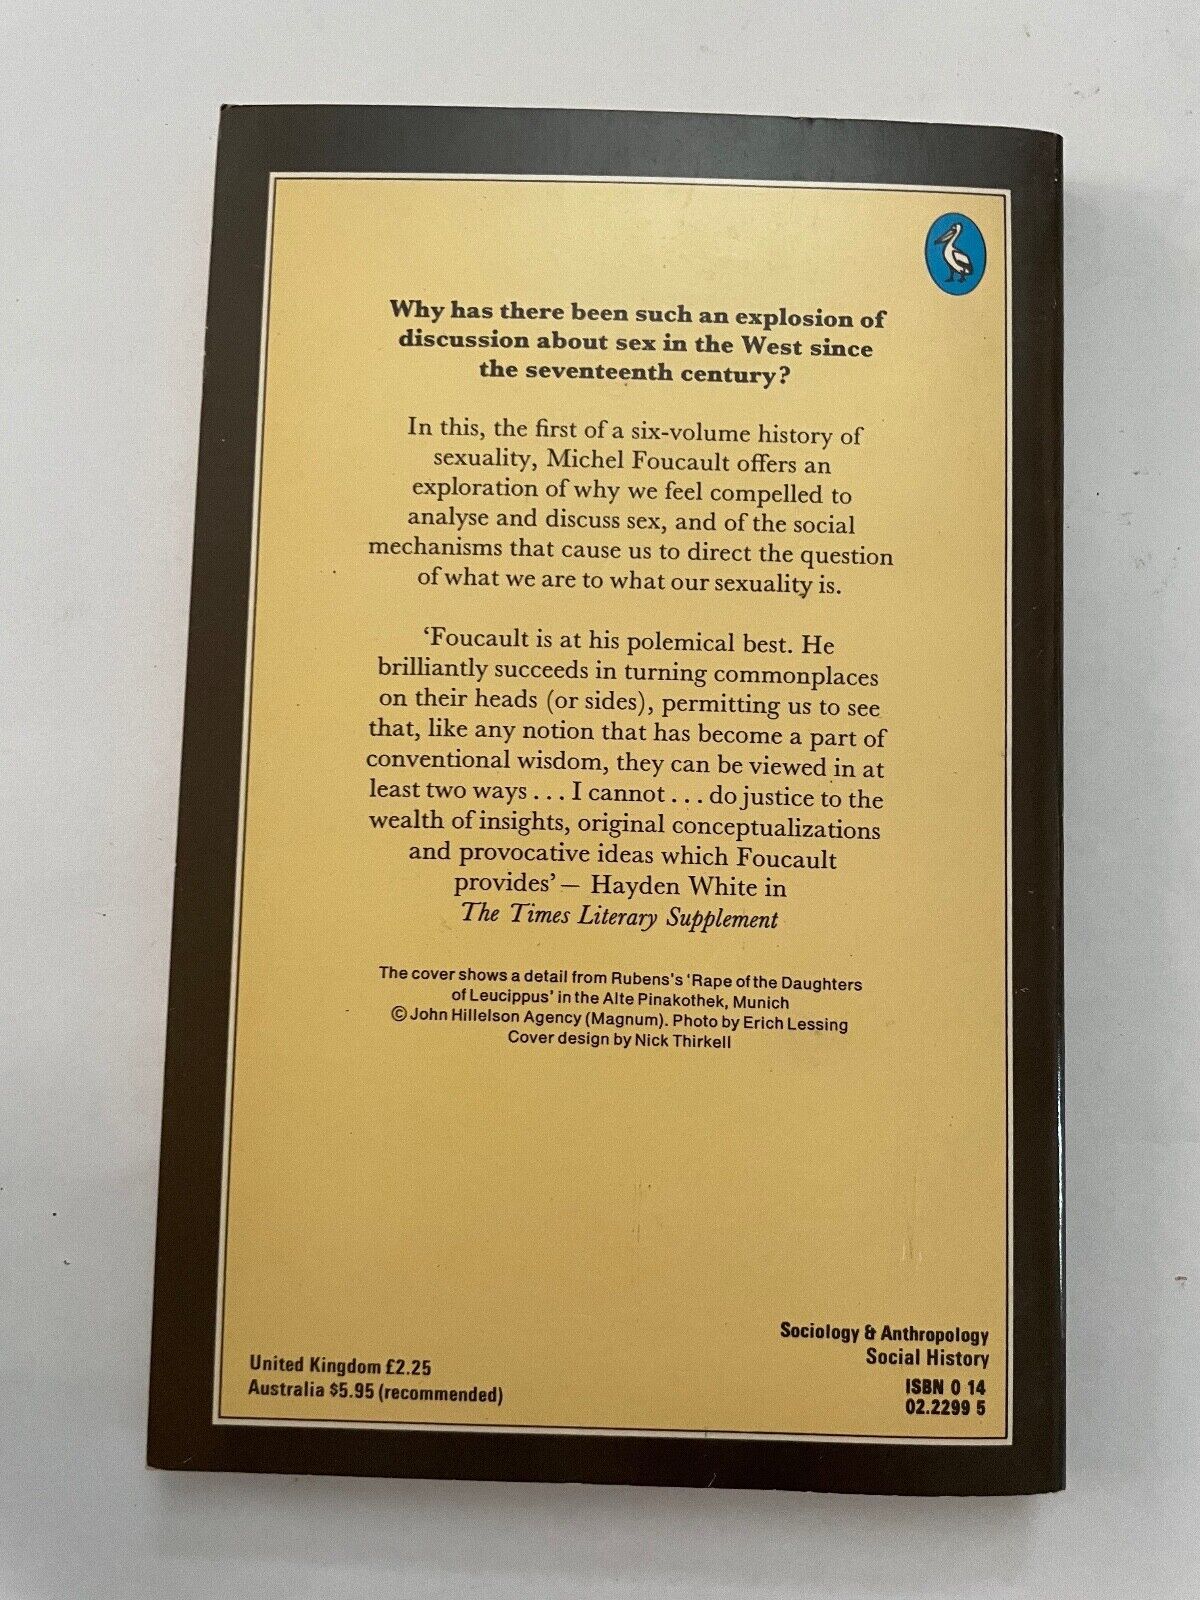 Why has there been such an explosion of
discussion about sex in the West since
the seventeenth century?
In this, the first of a six-volume history of
sexuality, Michel Foucault offers an
exploration of why we feel compelled to
analyse and discuss sex, and of the social
mechanisms that cause us to direct the question
of what we are to what our sexuality is.
‘Foucault is at his polemical best. He
brilliantly succeeds in turning commonplaces
on their heads (or sides), permitting us to see
that, like any notion that has become a part of
conventional wisdom, they can be viewed in at
least two ways . . . I cannot . . . do justice to the
wealth of insights, original conceptualizations
and provocative ideas which Foucault
provides’ – Hayden White in
The Times Literary Supplement
The cover shows a detail from Rubens's 'Rape of the Daughters
of Leucippus' in the Alte Pinakothek, Munich
© John Hillelson Agency (Magnum). Photo by Erich Lessing
Cover design by Nick Thirkell
Sociology & Anthropology
Social History
ISBN 0 14
02.2299 5
United Kingdom £2.25
Australia $5.95 (recommended)